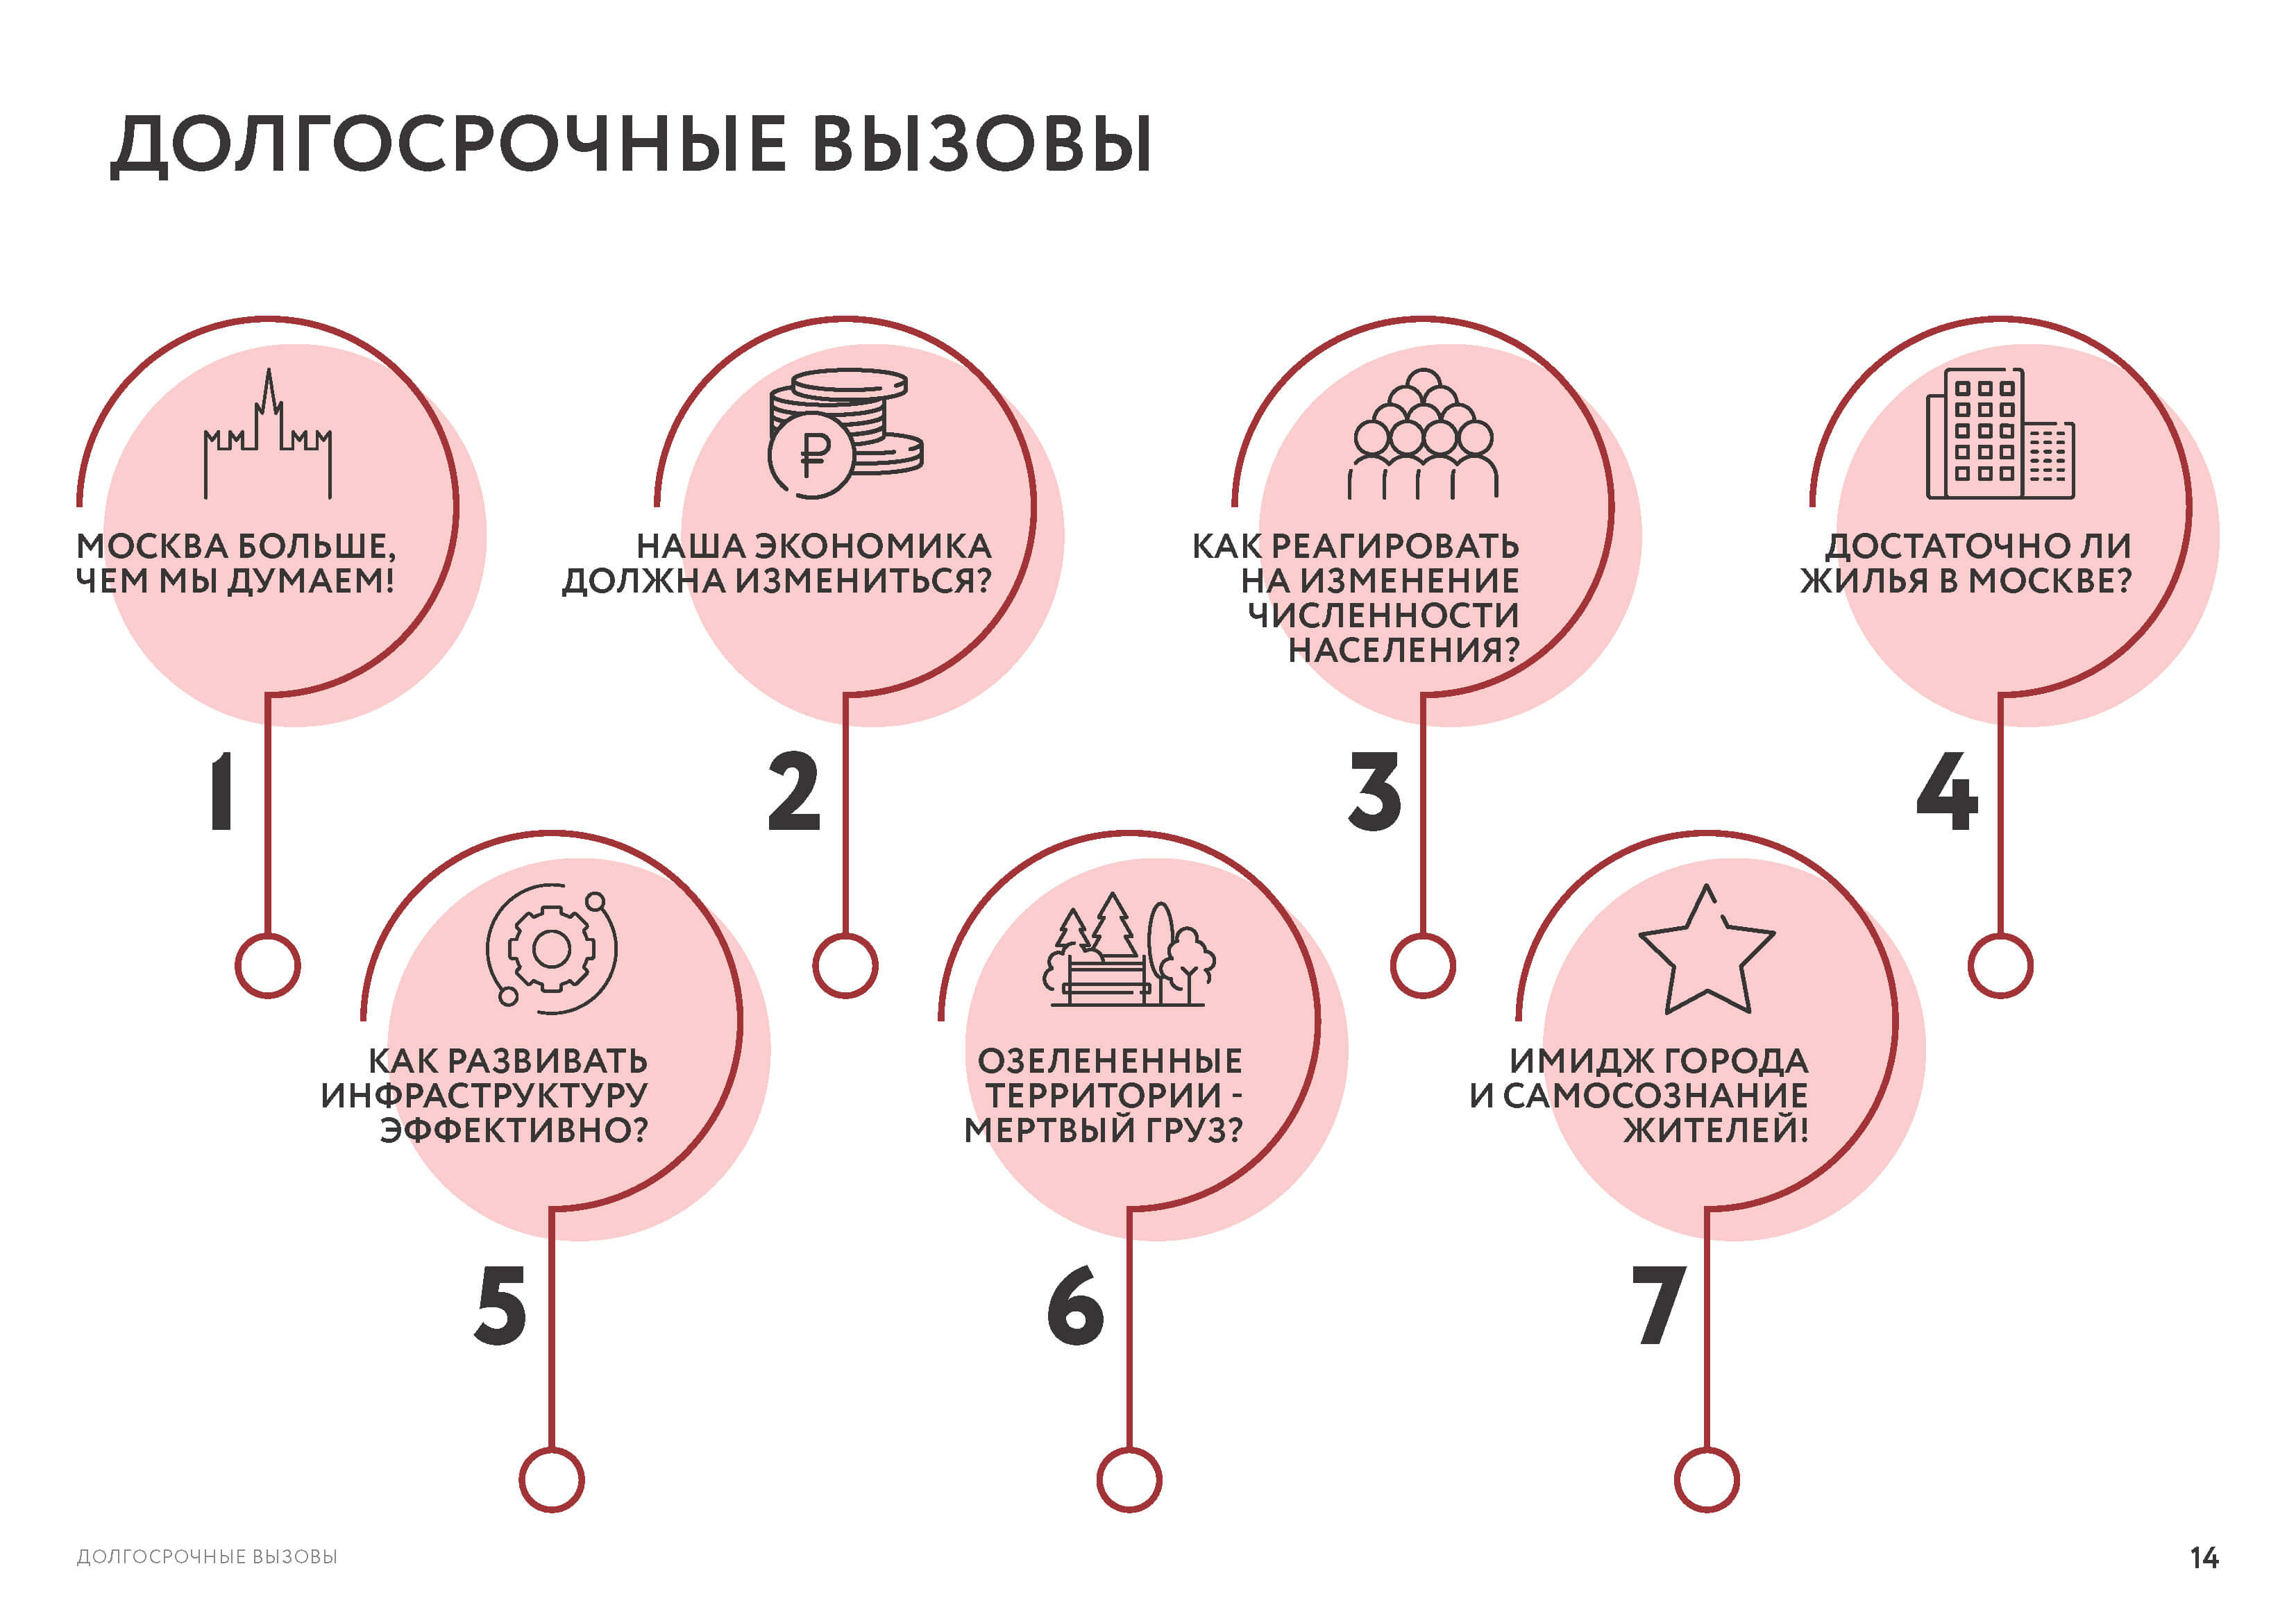 ДОЛГОСРОЧНЫЕ ВЫЗОВЫ
МОСКВА БОЛЬШЕ,
ЧЕМ МЫ ДУМАЕМ!
1
НАША ЭКОНОМИКА
ДОЛЖНА ИЗМЕНИТЬСЯ?
2
КАК РЕАГИРОВАТЬ
НА ИЗМЕНЕНИЕ
ЧИСЛЕННОСТИ
НАСЕЛЕНИЯ?
3
ДОСТАТОЧНО ЛИ
ЖИЛЬЯ В МОСКВЕ?
4
КАК РАЗВИВАТЬ
ИНФРАСТРУКТУРУ
ЭФФЕКТИВНО?
5
ОЗЕЛЕНЕННЫЕ
ТЕРРИТОРИИ -
МЕРТВЫЙ ГРУЗ?
6
ИМИДЖ ГОРОДА
И САМОСОЗНАНИЕ
ЖИТЕЛЕЙ!
7
ДОЛГОСРОЧНЫЕ ВЫЗОВЫ
14